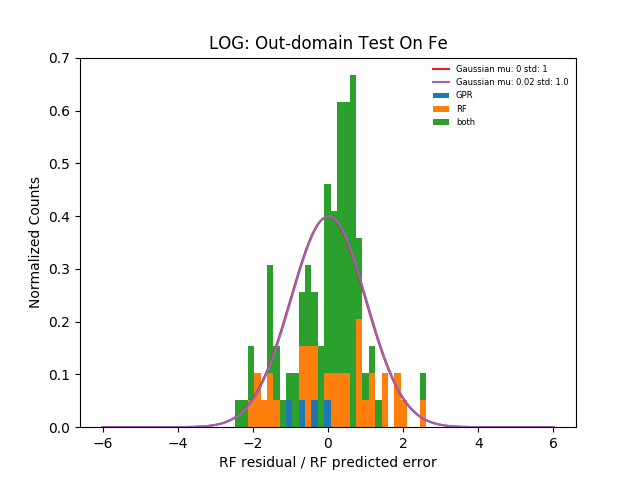 LOG: Out-domain Test On Fe
Gaussian mu: 0 std: 1
Gaussian mu: 0.02 std: 1.0
GPR
RF
both
Normalized Counts
0.7
0.6
0.5
0.4
0.3
0.2
0.1
0.0
−6 −4 −2 0 2 4 6
RF residual / RF predicted error